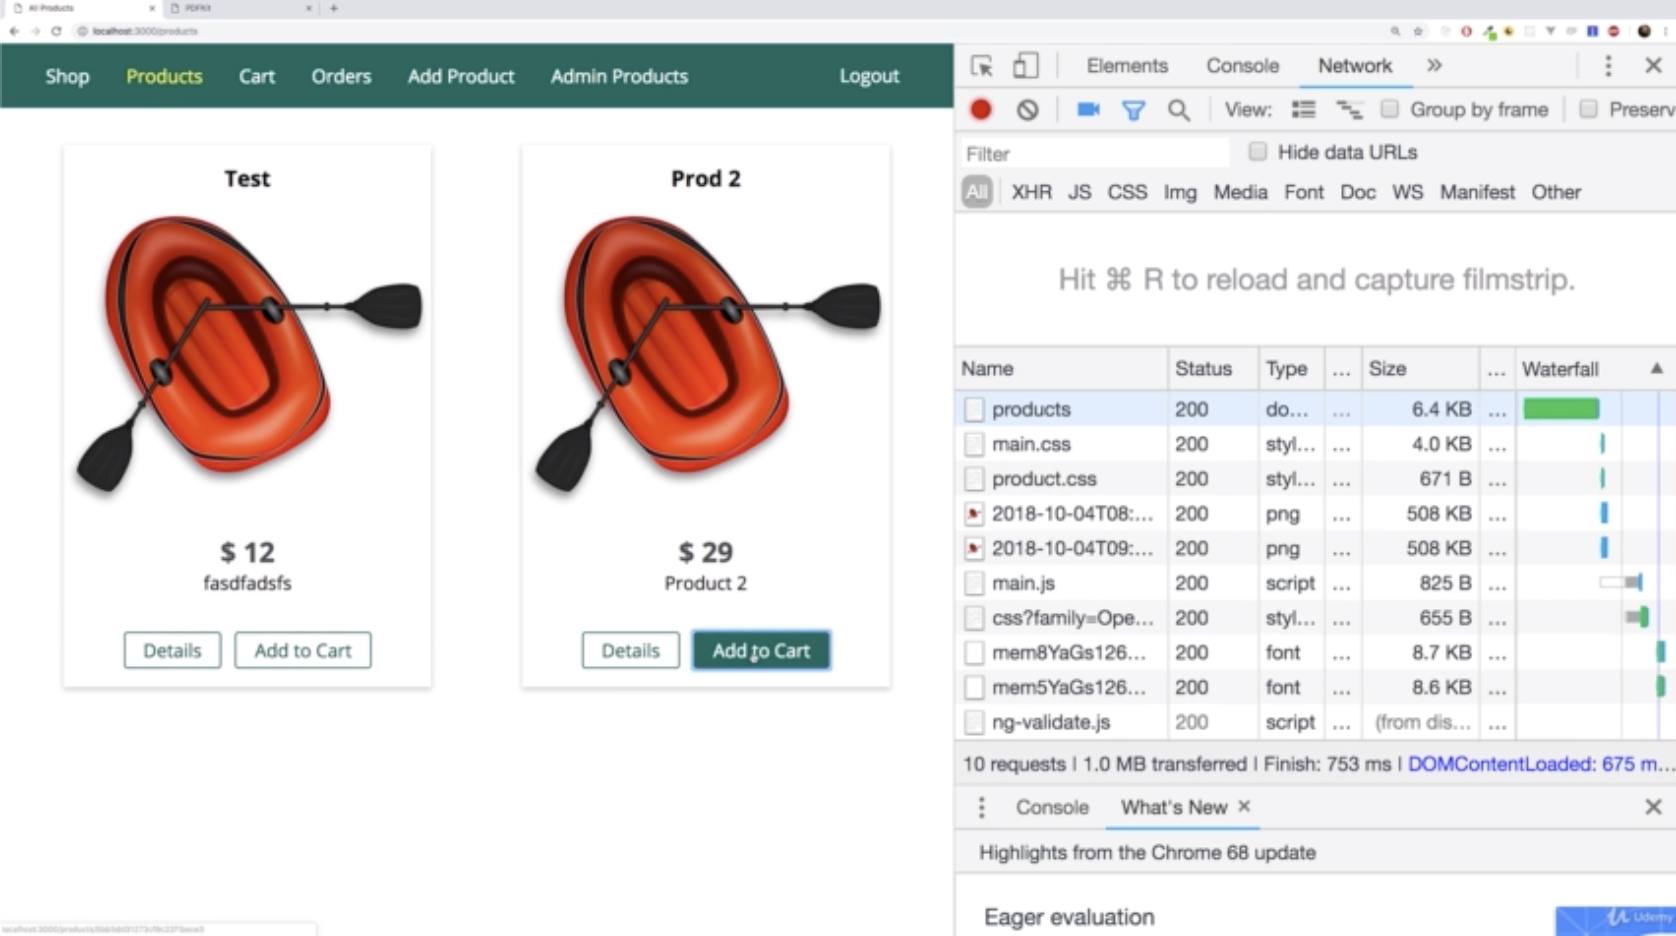 All Products
PDFKit
localhost:3000/products
Shop Products Cart Orders Add Product Admin Products Logout
Test
$ 12
fasdfadsfs
Details Add to Cart
Prod 2
$ 29
Product 2
Details Add to Cart
Elements Console Network »
View: Group by frame Preserv
Filter Hide data URLs
All XHR JS CSS Img Media Font Doc WS Manifest Other
Hit ⌘ R to reload and capture filmstrip.
Name Status Type ... Size ... Waterfall ▲
products 200 do... ... 6.4 KB ...
main.css 200 styl... ... 4.0 KB ...
product.css 200 styl... ... 671 B ...
2018-10-04T08:... 200 png ... 508 KB ...
2018-10-04T09:... 200 png ... 508 KB ...
main.js 200 script ... 825 B ...
css?family=Ope... 200 styl... ... 655 B ...
mem8YaGs126... 200 font ... 8.7 KB ...
mem5YaGs126... 200 font ... 8.6 KB ...
ng-validate.js 200 script ... (from dis... ...
10 requests | 1.0 MB transferred | Finish: 753 ms | DOMContentLoaded: 675 m...
Console What's New ×
Highlights from the Chrome 68 update
Eager evaluation
Udemy